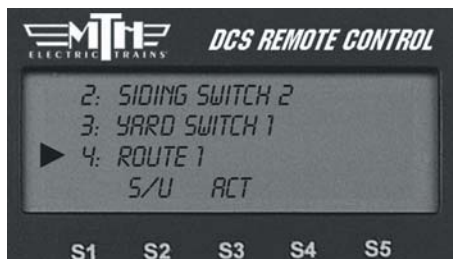 MTH
ELECTRIC TRAINS
DCS REMOTE CONTROL
2: SIDING SWITCH 2
3: YARD SWITCH 1
4: ROUTE 1
S/U ACT
S1 S2 S3 S4 S5